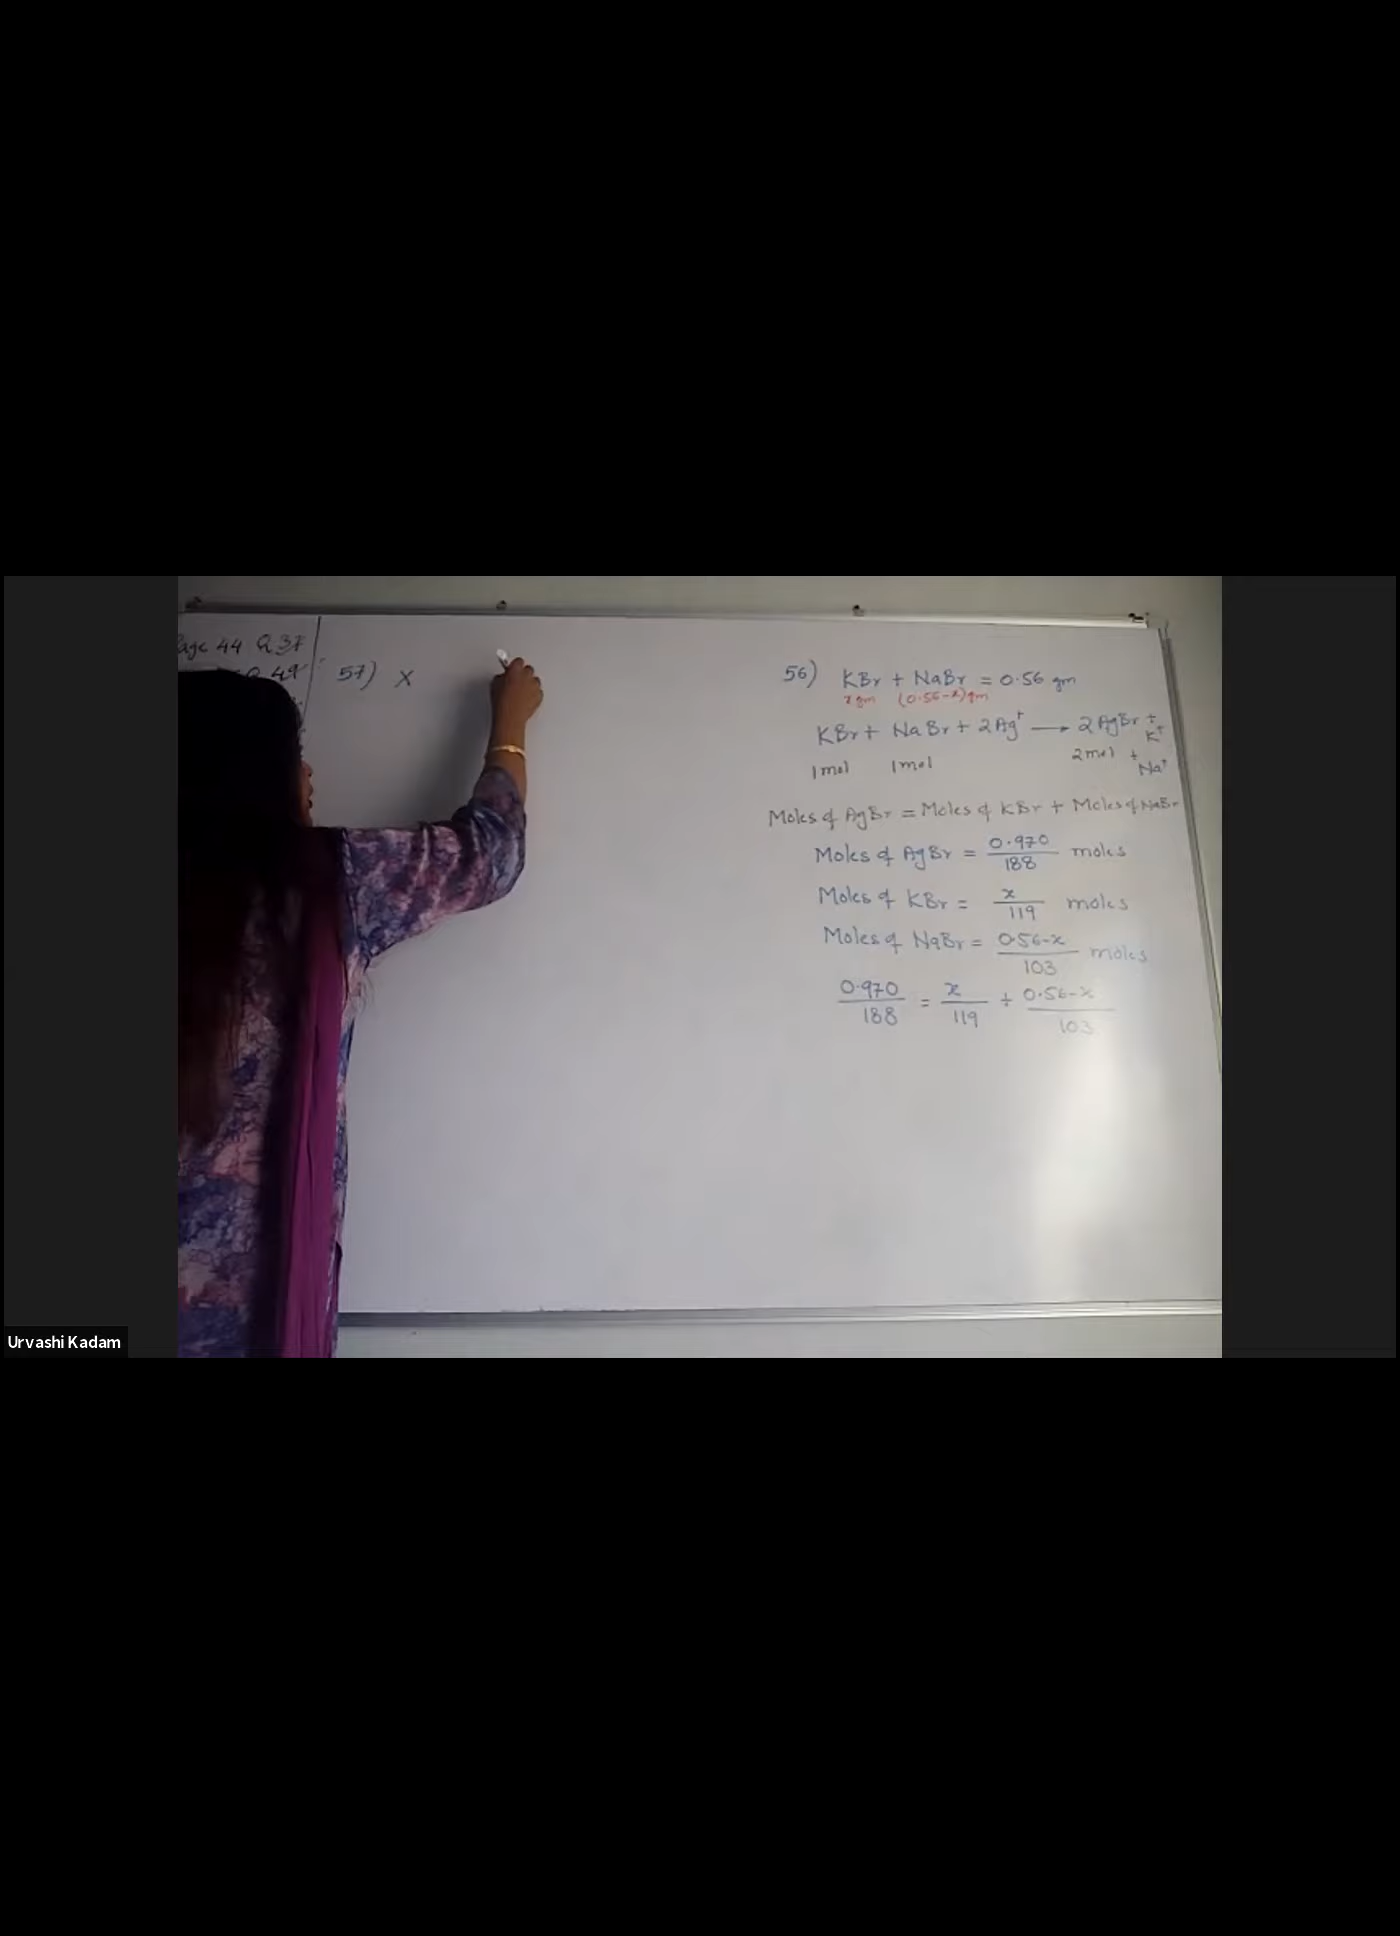 Page 44 Q 37
Q 49
57) X
56) KBr + NaBr = 0.56 gm
x gm (0.56-x)gm
KBr + NaBr + 2Ag⁺ → 2AgBr + K⁺ + Na⁺
1mol 1mol 2mol
Moles of AgBr = Moles of KBr + Moles of NaBr
Moles of AgBr = 0.970/188 moles
Moles of KBr = x/119 moles
Moles of NaBr = 0.56-x/103 moles
0.970/188 = x/119 + 0.56-x/103
Urvashi Kadam